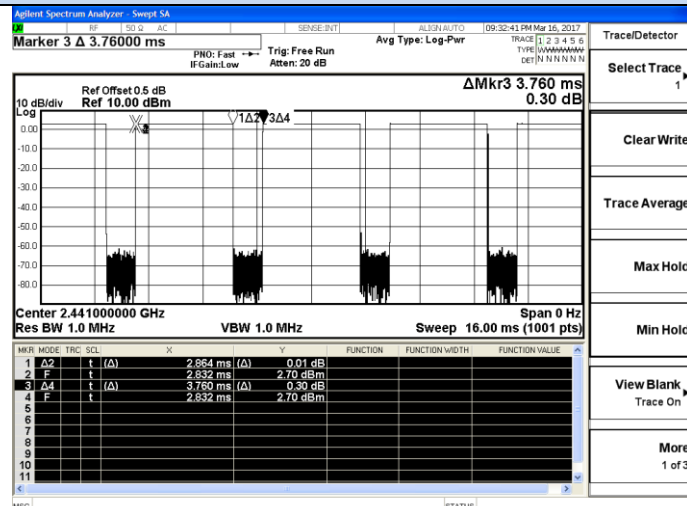 Agilent Spectrum Analyzer - Swept SA
RF 50 Ω AC SENSE:INT ALIGN AUTO 09:32:41 PM Mar 16, 2017
Marker 3 Δ 3.76000 ms
PNO: Fast
IFGain:Low
Trig: Free Run
Atten: 20 dB
Avg Type: Log-Pwr
TRACE 1 2 3 4 5 6
TYPE
DET N N N N N N
ΔMkr3 3.760 ms
0.30 dB
Ref Offset 0.5 dB
10 dB/div Ref 10.00 dBm
Log
0.00
-10.0
-20.0
-30.0
-40.0
-50.0
-60.0
-70.0
-80.0
1Δ2 3Δ4
Center 2.441000000 GHz Span 0 Hz
Res BW 1.0 MHz VBW 1.0 MHz Sweep 16.00 ms (1001 pts)
MKR MODE TRC SCL X Y FUNCTION FUNCTION WIDTH FUNCTION VALUE
1 Δ2 t (Δ) 2.864 ms (Δ) 0.01 dB
2 F t 2.832 ms 2.70 dBm
3 Δ4 t (Δ) 3.760 ms (Δ) 0.30 dB
4 F t 2.832 ms 2.70 dBm
5
6
7
8
9
10
11
MSG STATUS
Trace/Detector
Select Trace
1
Clear Write
Trace Average
Max Hold
Min Hold
View Blank
Trace On
More
1 of 3